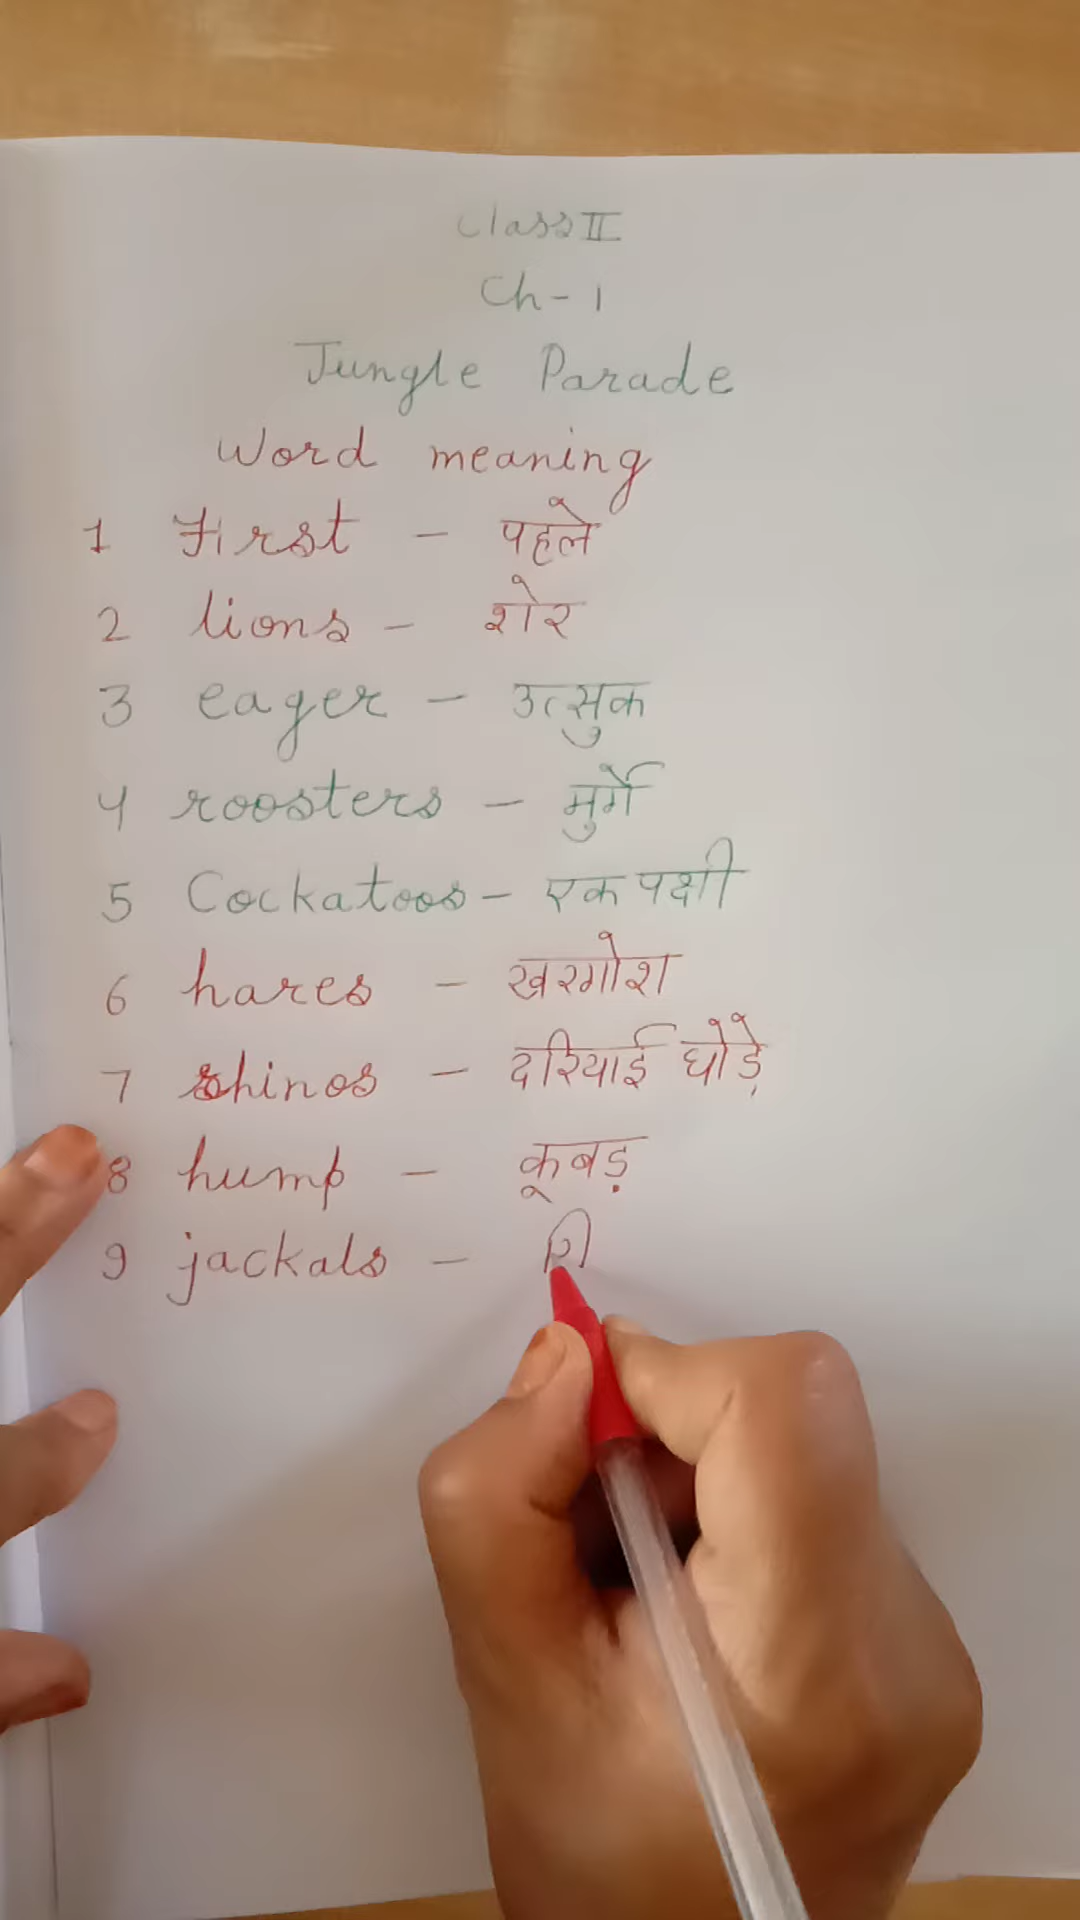 Class II
Ch - 1
Jungle Parade
Word meaning
1 First - पहले
2 lions - शेर
3 eager - उत्सुक
4 roosters - मुर्गे
5 Cockatoos - एक पक्षी
6 hares - खरगोश
7 rhinos - दरियाई घोड़े
8 hump - कूबड़
9 jackals -